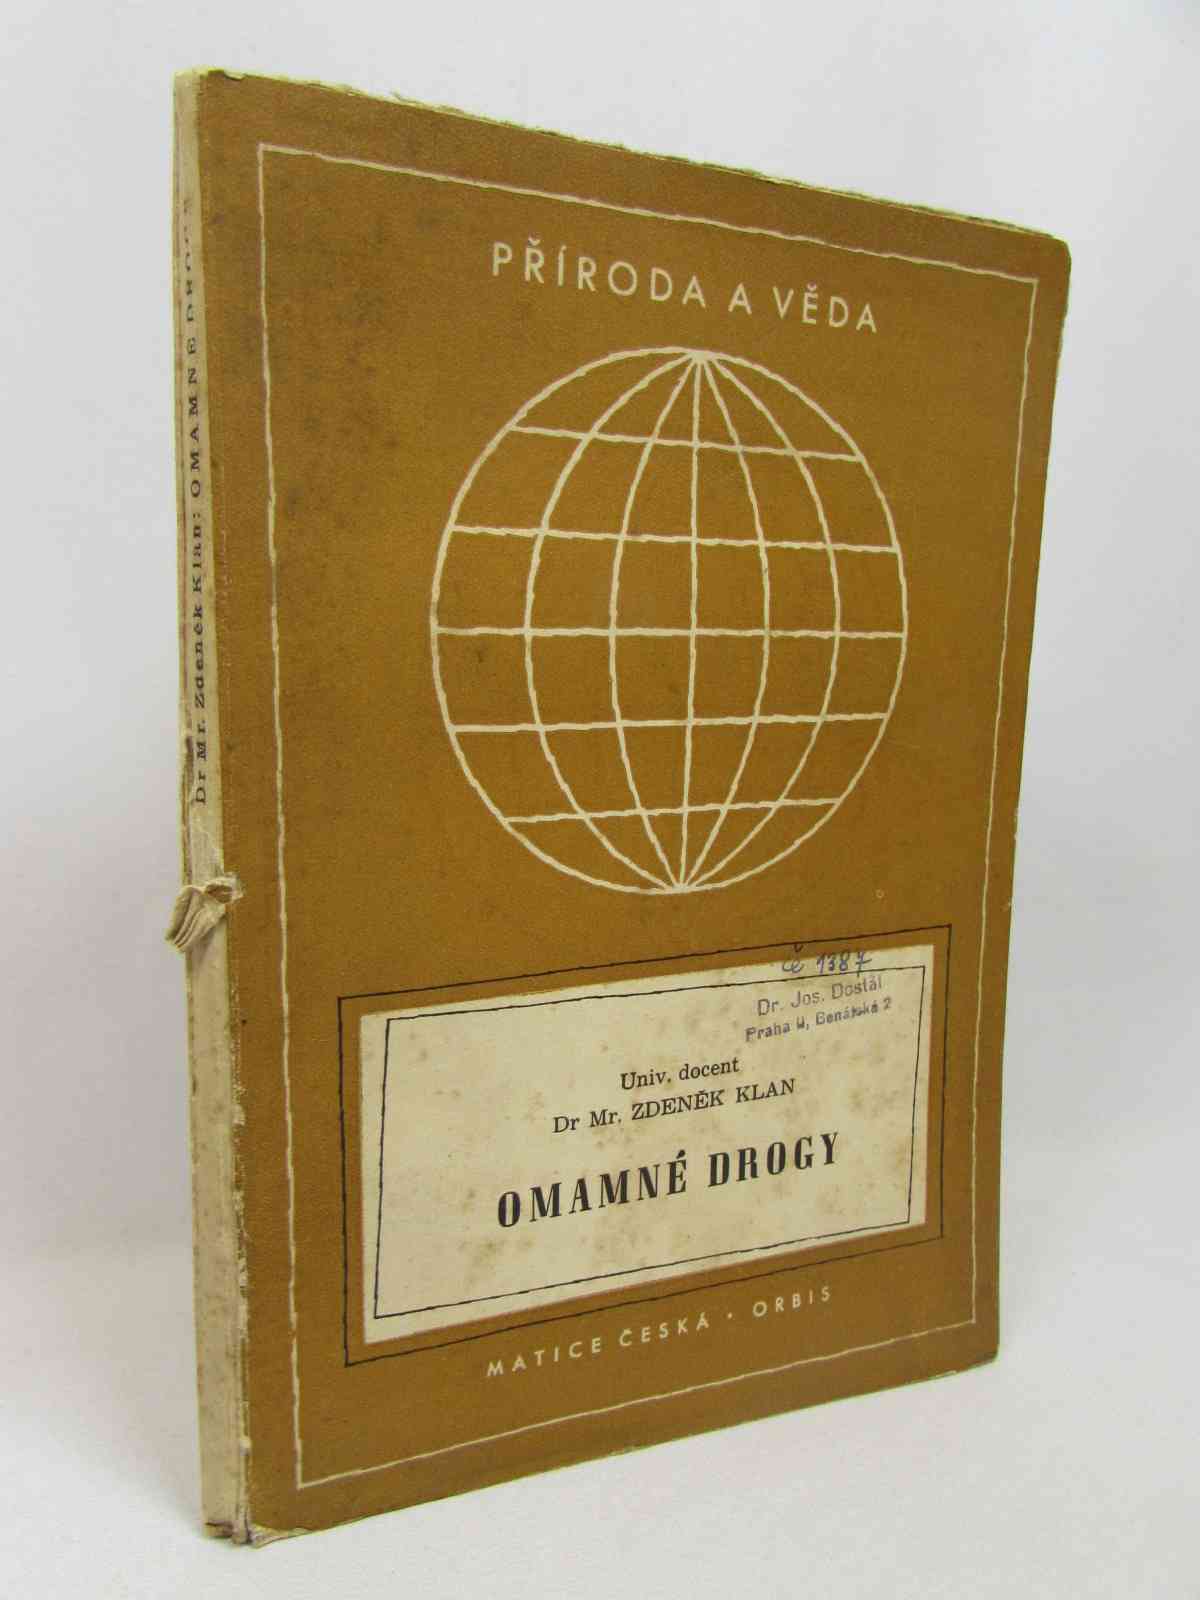 PŘÍRODA A VĚDA
č 1387
Dr. Jos. Dostál
Praha II, Benátská 2
Univ. docent
Dr Mr. ZDENĚK KLAN
OMAMNÉ DROGY
MATICE ČESKÁ · ORBIS
Dr Mr. Zdeněk Klan: OMAMNÉ DROGY